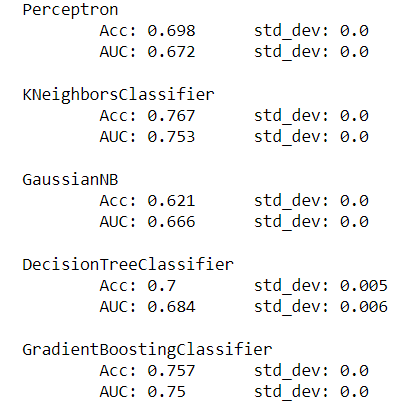 Perceptron
Acc: 0.698 std_dev: 0.0
AUC: 0.672 std_dev: 0.0
KNeighborsClassifier
Acc: 0.767 std_dev: 0.0
AUC: 0.753 std_dev: 0.0
GaussianNB
Acc: 0.621 std_dev: 0.0
AUC: 0.666 std_dev: 0.0
DecisionTreeClassifier
Acc: 0.7 std_dev: 0.005
AUC: 0.684 std_dev: 0.006
GradientBoostingClassifier
Acc: 0.757 std_dev: 0.0
AUC: 0.75 std_dev: 0.0